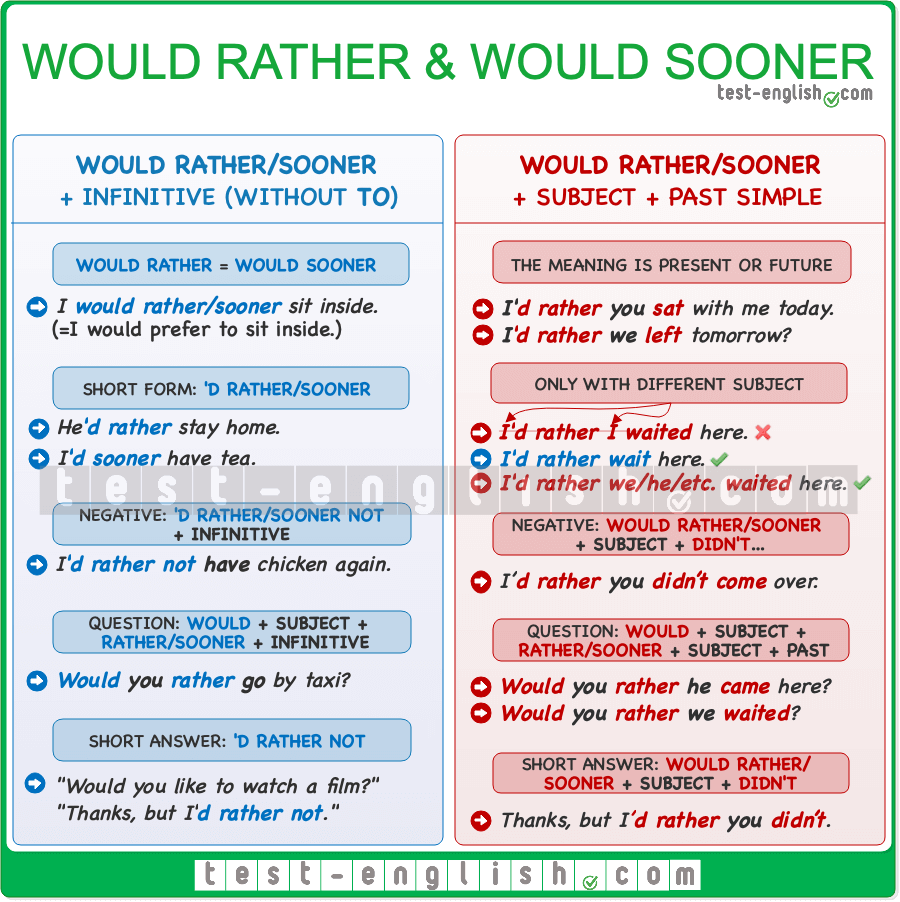 WOULD RATHER & WOULD SOONER
test-english.com
WOULD RATHER/SOONER
+ INFINITIVE (WITHOUT TO)
WOULD RATHER = WOULD SOONER
I would rather/sooner sit inside.
(=I would prefer to sit inside.)
SHORT FORM: 'D RATHER/SOONER
He'd rather stay home.
I'd sooner have tea.
NEGATIVE: 'D RATHER/SOONER NOT
+ INFINITIVE
I'd rather not have chicken again.
QUESTION: WOULD + SUBJECT +
RATHER/SOONER + INFINITIVE
Would you rather go by taxi?
SHORT ANSWER: 'D RATHER NOT
"Would you like to watch a film?"
"Thanks, but I'd rather not."
WOULD RATHER/SOONER
+ SUBJECT + PAST SIMPLE
THE MEANING IS PRESENT OR FUTURE
I'd rather you sat with me today.
I'd rather we left tomorrow?
ONLY WITH DIFFERENT SUBJECT
I'd rather I waited here. ❌
I'd rather wait here. ✔
I'd rather we/he/etc. waited here. ✔
NEGATIVE: WOULD RATHER/SOONER
+ SUBJECT + DIDN'T...
I'd rather you didn't come over.
QUESTION: WOULD + SUBJECT +
RATHER/SOONER + SUBJECT + PAST
Would you rather he came here?
Would you rather we waited?
SHORT ANSWER: WOULD RATHER/
SOONER + SUBJECT + DIDN'T
Thanks, but I'd rather you didn't.
test-english.com
test-english.com